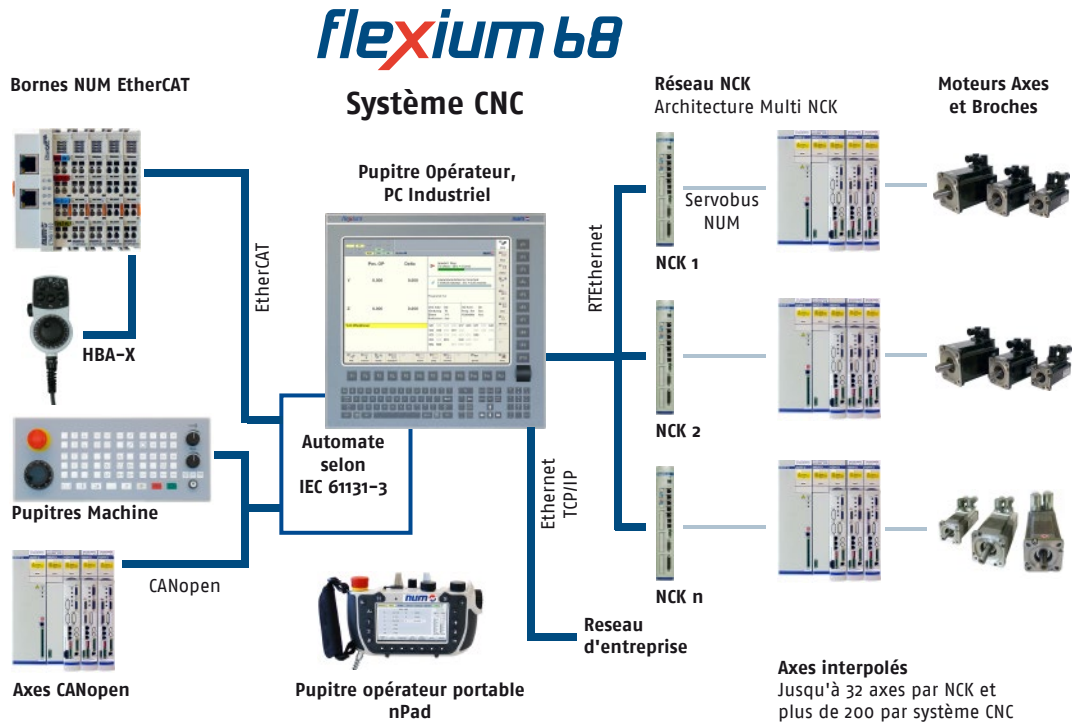 flexium 68
Système CNC
Bornes NUM EtherCAT
HBA-X
EtherCAT
Pupitres Machine
CANopen
Axes CANopen
Pupitre Opérateur,
PC Industriel
flexium
num
Automate
selon
IEC 61131-3
num
Pupitre opérateur portable
nPad
Ethernet
TCP/IP
Reseau
d'entreprise
RTEthernet
Réseau NCK
Architecture Multi NCK
Servobus
NUM
NCK 1
NCK 2
NCK n
Moteurs Axes
et Broches
Axes interpolés
Jusqu'à 32 axes par NCK et
plus de 200 par système CNC